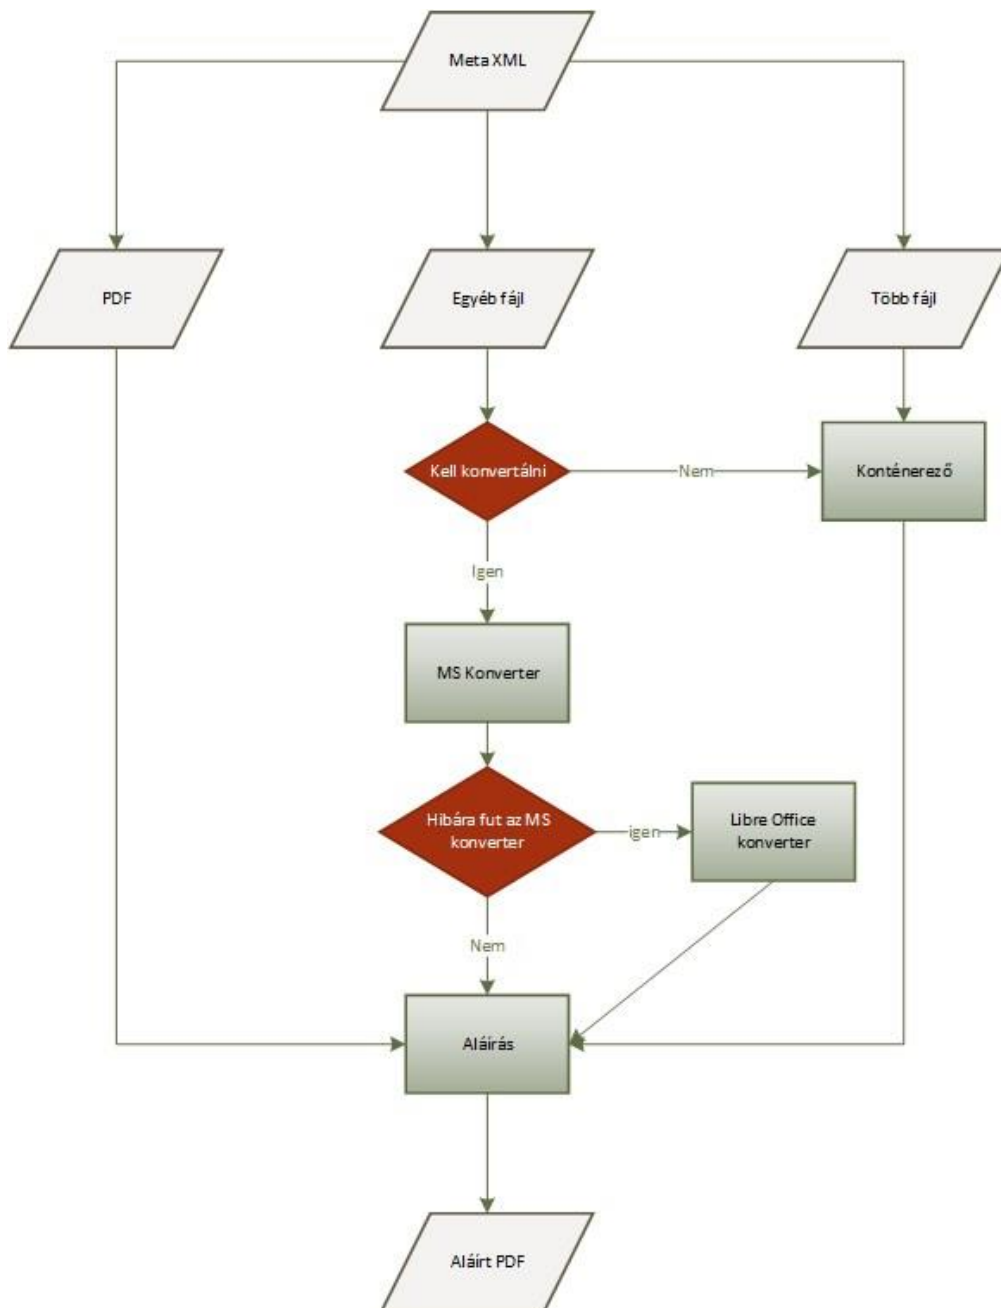 Meta XML
PDF
Egyéb fájl
Több fájl
Kell konvertálni
Nem
Konténerező
Igen
MS Konverter
Hibára fut az MS
konverter
igen
Libre Office
konverter
Nem
Aláírás
Aláírt PDF